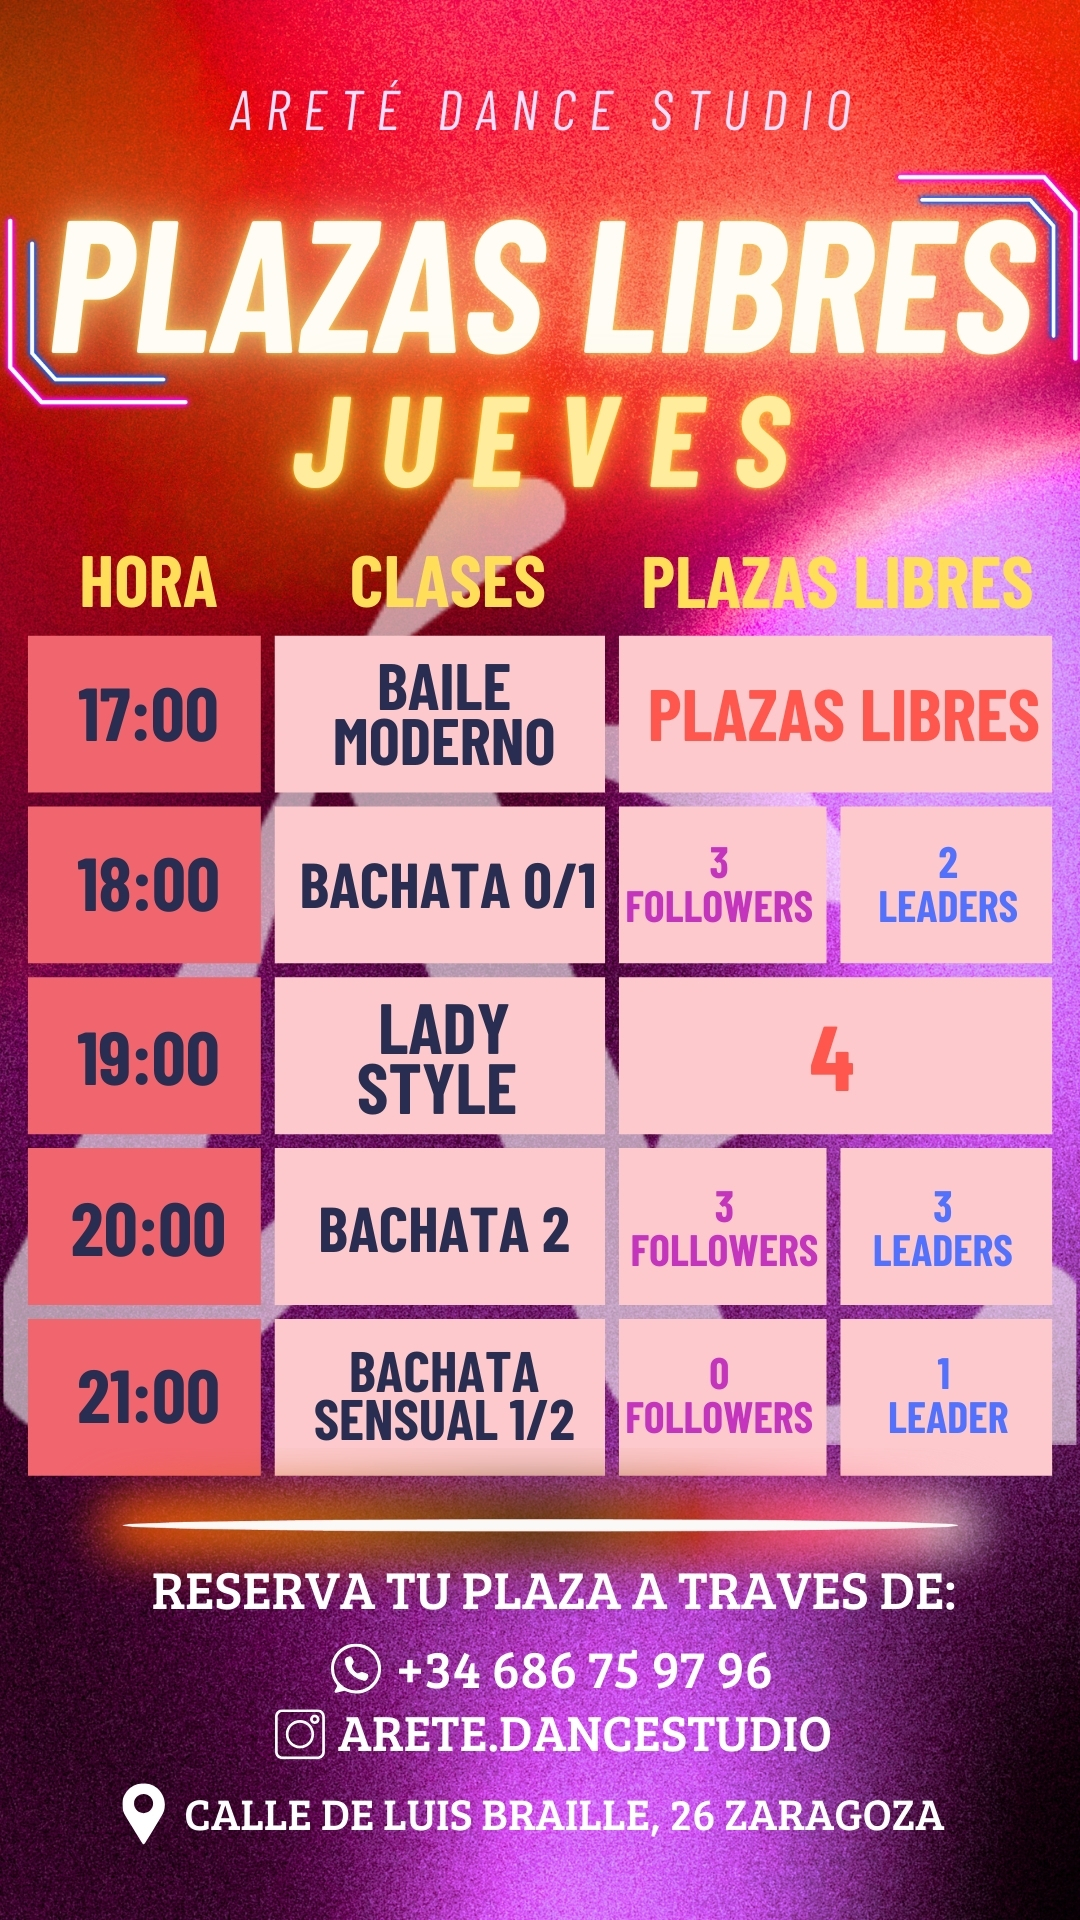 ARETÉ DANCE STUDIO
PLAZAS LIBRES
JUEVES
HORA CLASES PLAZAS LIBRES
17:00
BAILE
MODERNO
PLAZAS LIBRES
18:00
BACHATA 0/1
3
FOLLOWERS
2
LEADERS
19:00
LADY
STYLE
4
20:00
BACHATA 2
3
FOLLOWERS
3
LEADERS
21:00
BACHATA
SENSUAL 1/2
0
FOLLOWERS
1
LEADER
RESERVA TU PLAZA A TRAVES DE:
+34 686 75 97 96
ARETE.DANCESTUDIO
CALLE DE LUIS BRAILLE, 26 ZARAGOZA